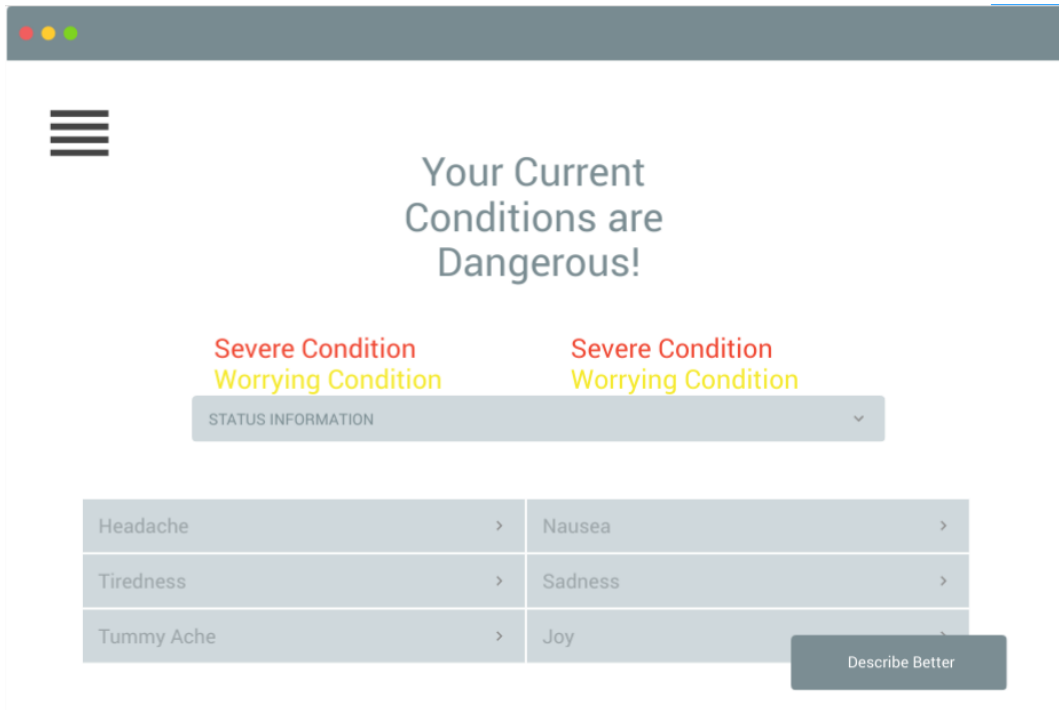 Your Current
Conditions are
Dangerous!
Severe Condition
Worrying Condition
Severe Condition
Worrying Condition
STATUS INFORMATION
Headache
Nausea
Tiredness
Sadness
Tummy Ache
Joy
Describe Better